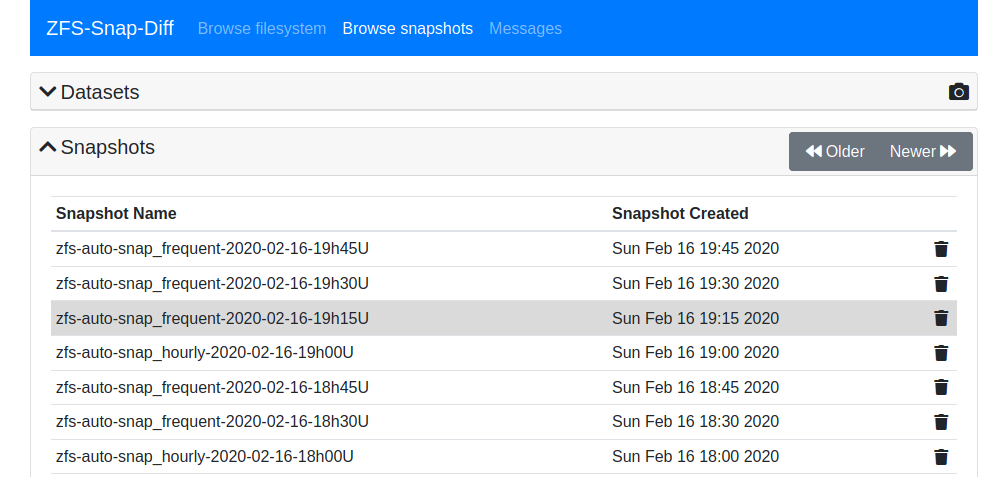 ZFS-Snap-Diff Browse filesystem Browse snapshots Messages
Datasets
Snapshots Older Newer
Snapshot Name Snapshot Created
zfs-auto-snap_frequent-2020-02-16-19h45U Sun Feb 16 19:45 2020
zfs-auto-snap_frequent-2020-02-16-19h30U Sun Feb 16 19:30 2020
zfs-auto-snap_frequent-2020-02-16-19h15U Sun Feb 16 19:15 2020
zfs-auto-snap_hourly-2020-02-16-19h00U Sun Feb 16 19:00 2020
zfs-auto-snap_frequent-2020-02-16-18h45U Sun Feb 16 18:45 2020
zfs-auto-snap_frequent-2020-02-16-18h30U Sun Feb 16 18:30 2020
zfs-auto-snap_hourly-2020-02-16-18h00U Sun Feb 16 18:00 2020